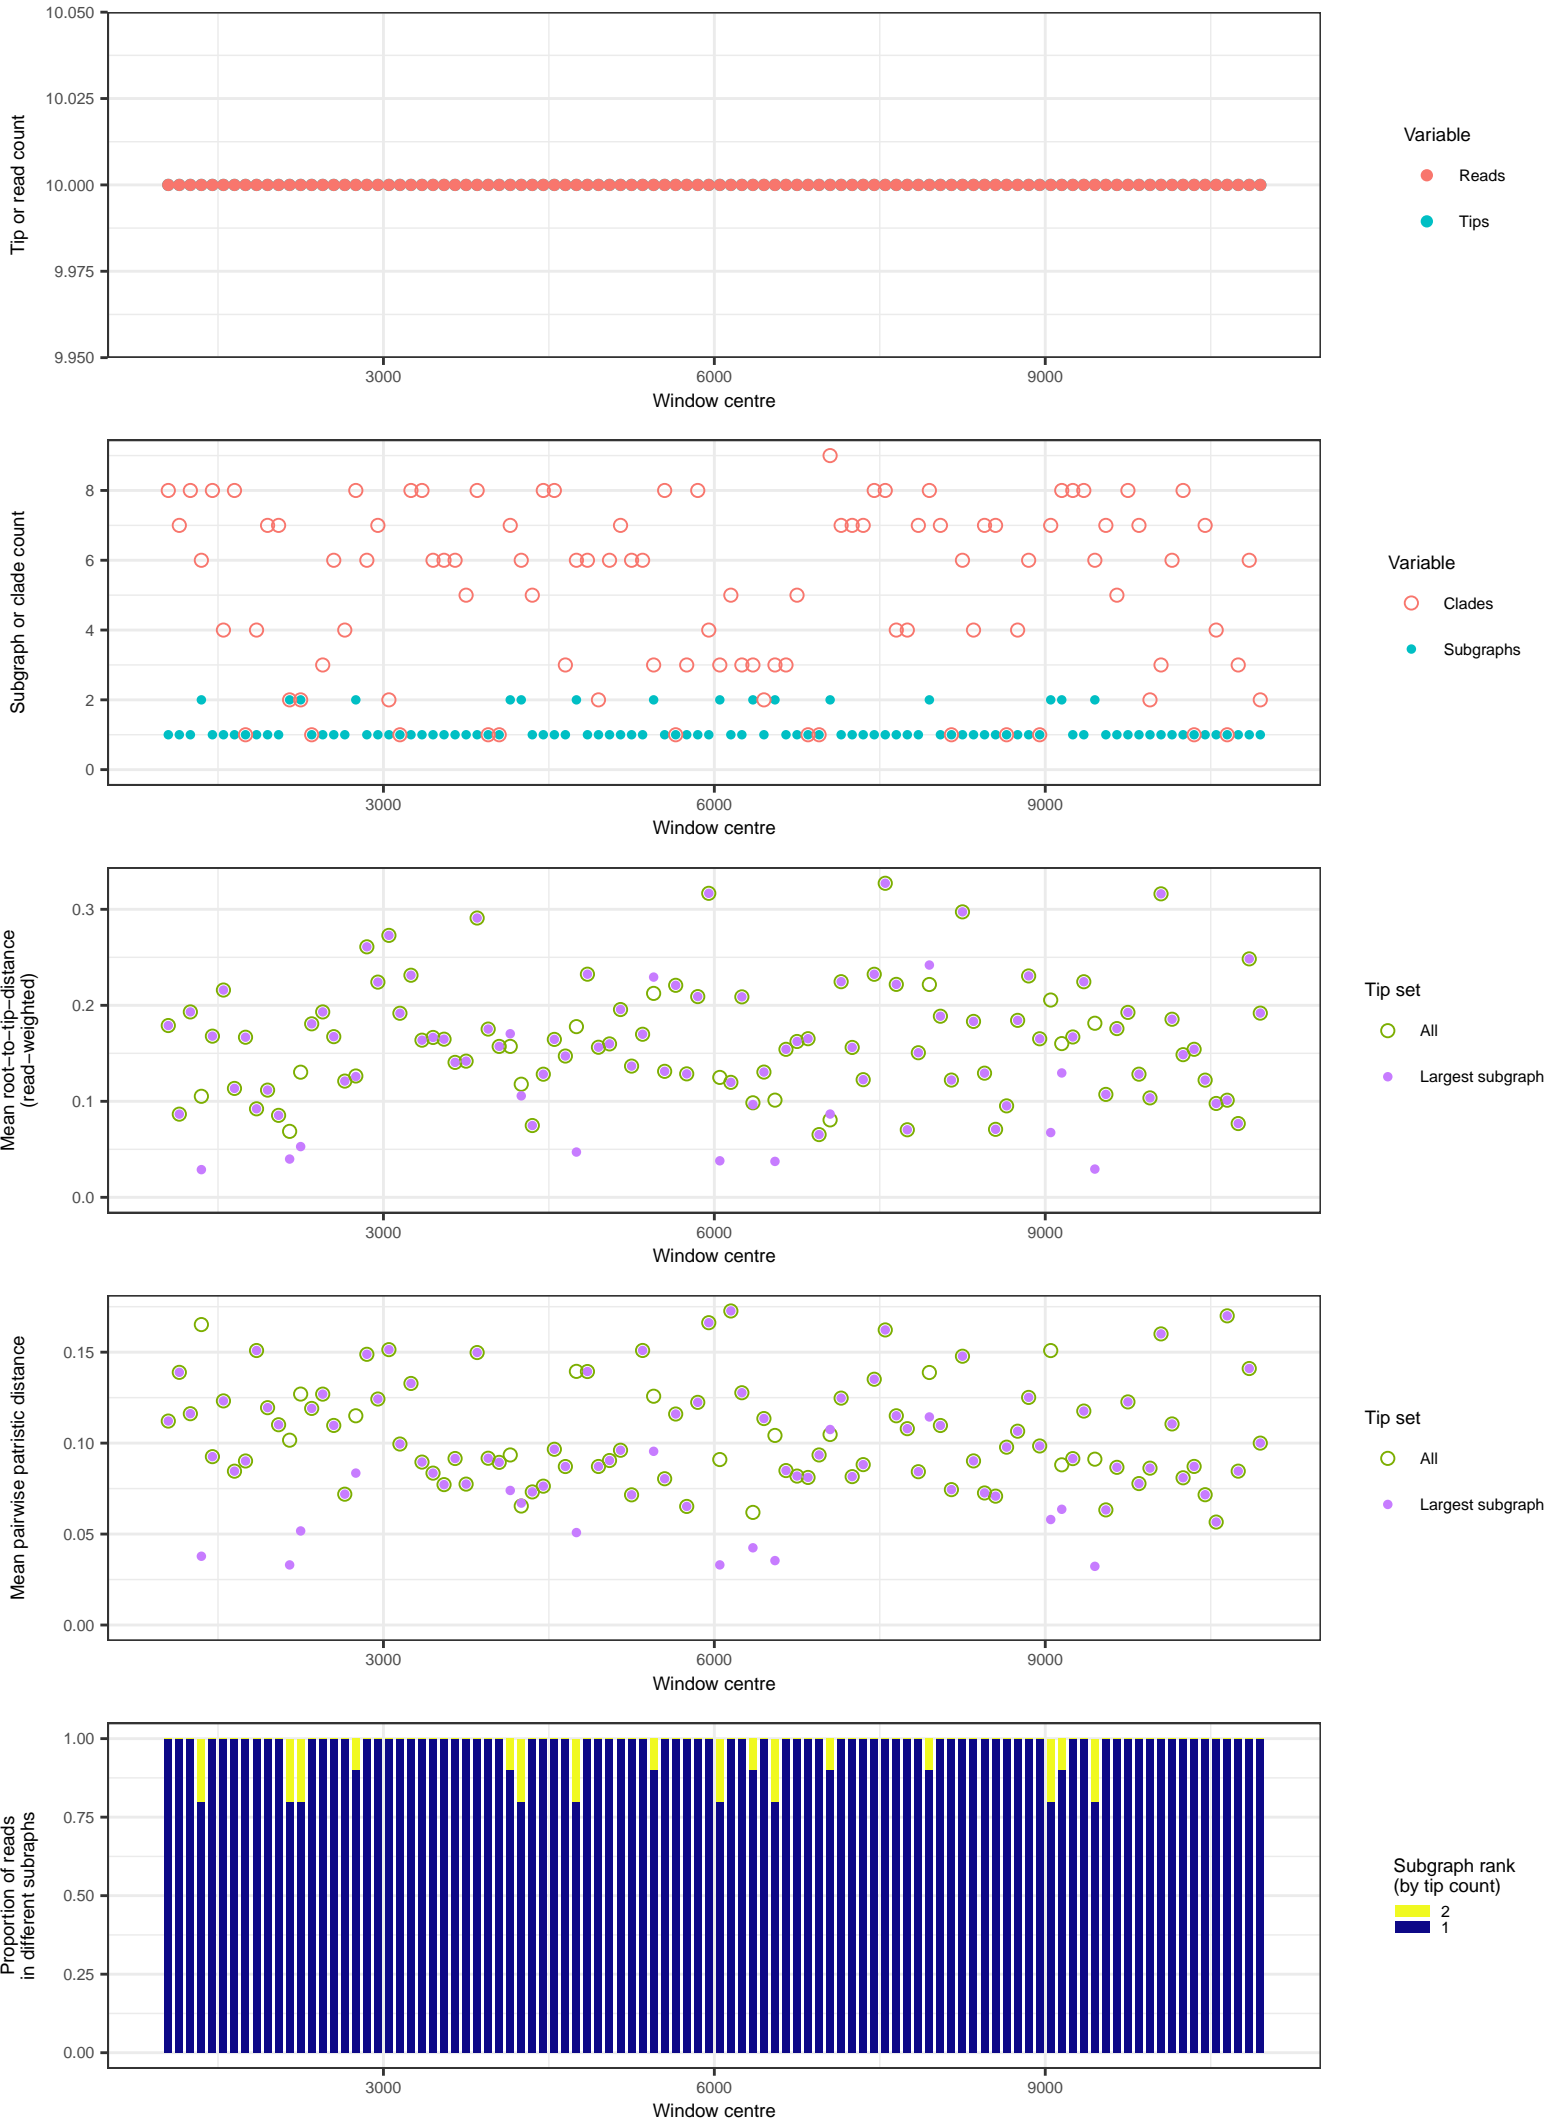 10.050
10.025
10.000
9.975
9.950
Tip or read count
3000 6000 9000
Window centre
Variable
Reads
Tips
8
6
4
2
0
Subgraph or clade count
3000 6000 9000
Window centre
Variable
Clades
Subgraphs
0.3
0.2
0.1
0.0
Mean root−to−tip−distance
(read−weighted)
3000 6000 9000
Window centre
Tip set
All
Largest subgraph
0.15
0.10
0.05
0.00
Mean pairwise patristic distance
3000 6000 9000
Window centre
Tip set
All
Largest subgraph
1.00
0.75
0.50
0.25
0.00
Proportion of reads
in different subraphs
3000 6000 9000
Window centre
Subgraph rank
(by tip count)
2
1